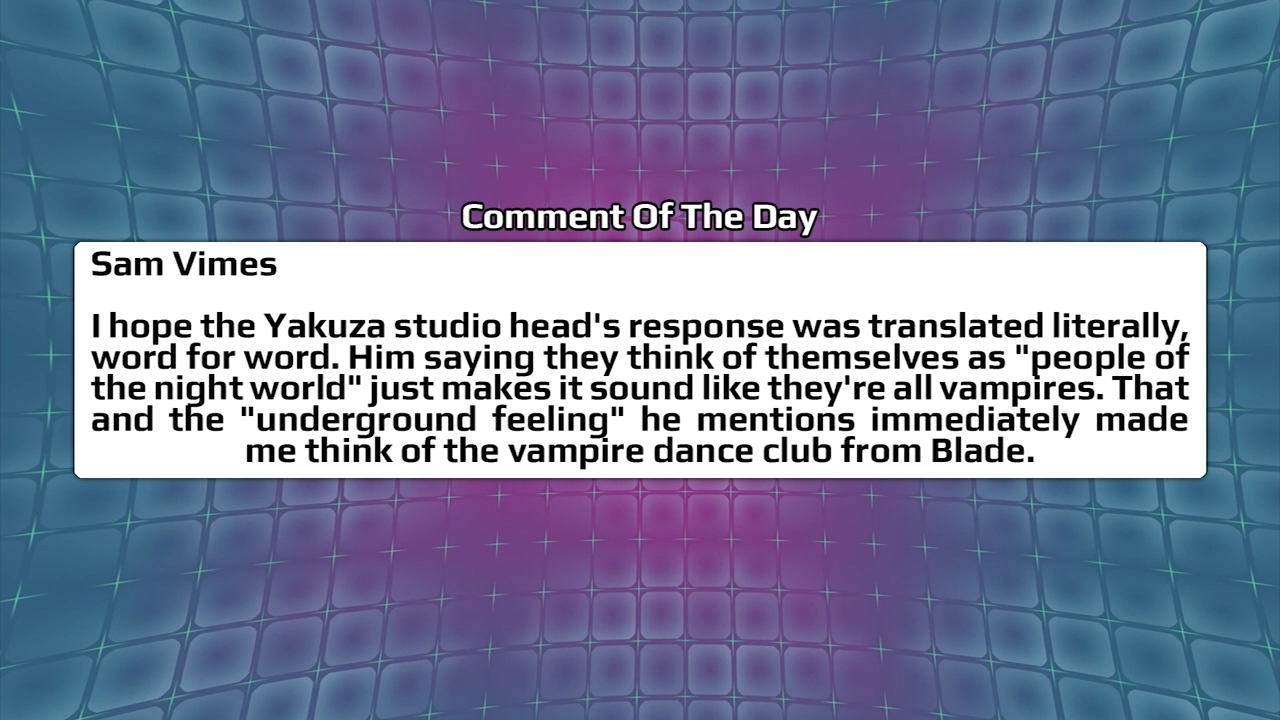 Comment Of The Day
Sam Vimes
I hope the Yakuza studio head's response was translated literally,
word for word. Him saying they think of themselves as "people of
the night world" just makes it sound like they're all vampires. That
and the "underground feeling" he mentions immediately made
me think of the vampire dance club from Blade.